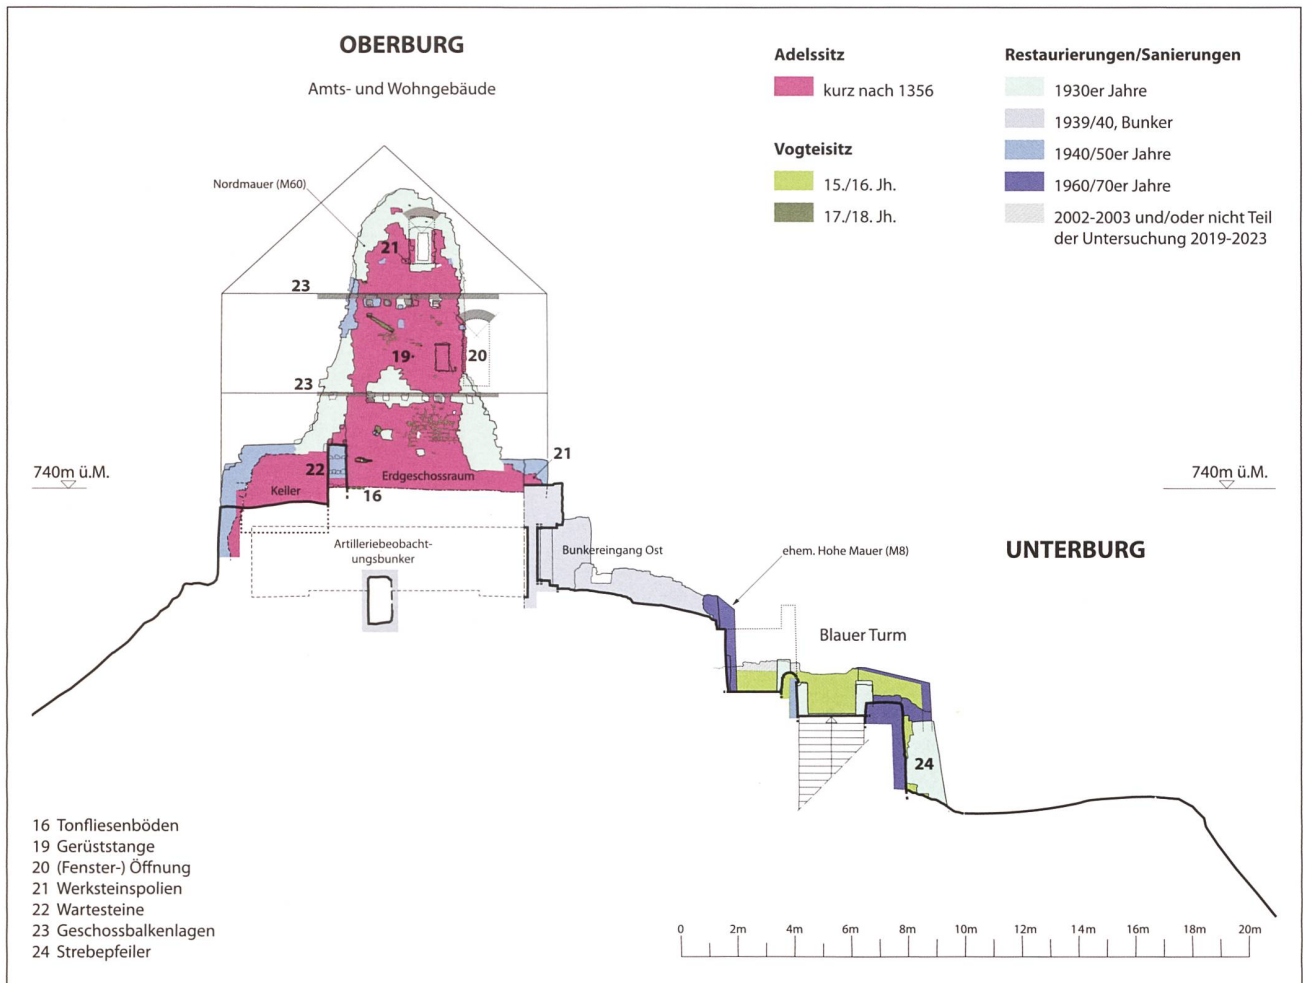 OBERBURG
Amts- und Wohngebäude
Adelssitz
kurz nach 1356
Vogteisitz
15./16. Jh.
17./18. Jh.
Restaurierungen/Sanierungen
1930er Jahre
1939/40, Bunker
1940/50er Jahre
1960/70er Jahre
2002-2003 und/oder nicht Teil
der Untersuchung 2019-2023
Nordmauer (M60)
21
23
19
20
23
21
22
Erdgeschossraum
Keller
16
740m ü.M.
740m ü.M.
Artilleriebeobacht-
ungsbunker
Bunkereingang Ost
ehem. Hohe Mauer (M8)
UNTERBURG
Blauer Turm
24
16 Tonfliesenböden
19 Gerüststange
20 (Fenster-) Öffnung
21 Werksteinspolien
22 Wartesteine
23 Geschossbalkenlagen
24 Strebepfeiler
0 2m 4m 6m 8m 10m 12m 14m 16m 18m 20m